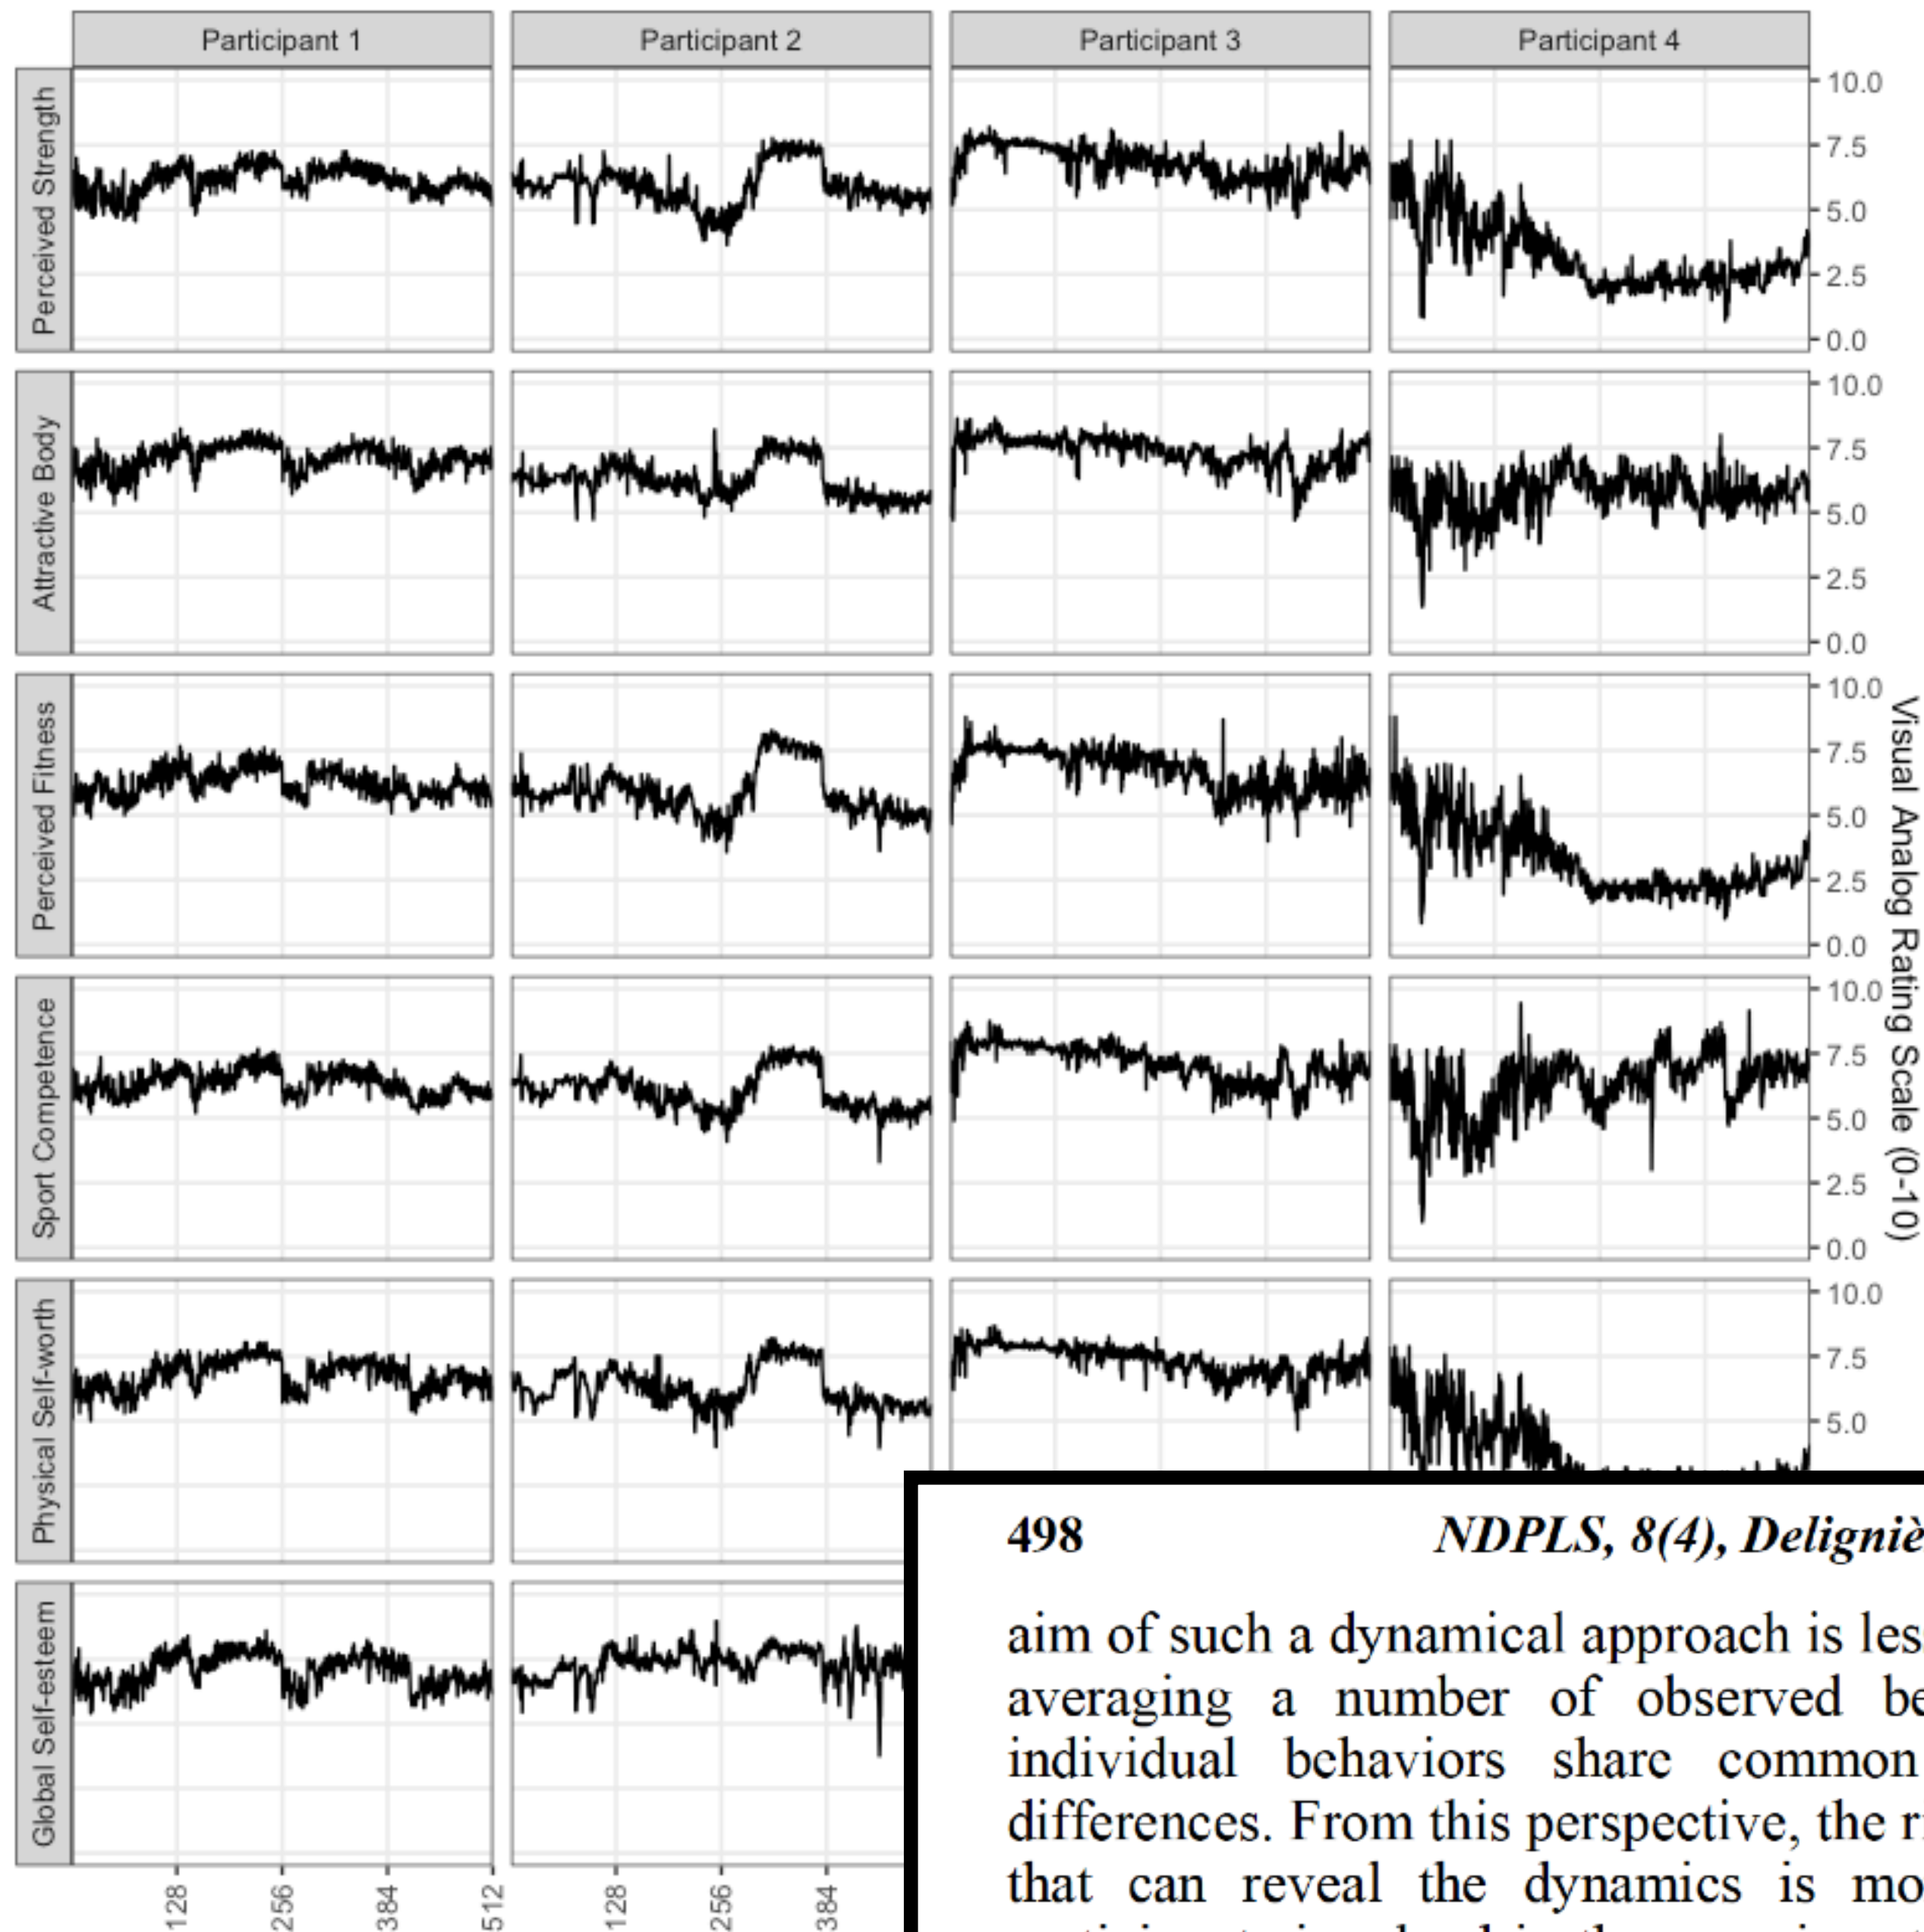 Participant 1
Participant 2
Participant 3
Participant 4
Perceived Strength
10.0
7.5
5.0
2.5
0.0
Attractive Body
10.0
7.5
5.0
2.5
0.0
Perceived Fitness
10.0
7.5
5.0
2.5
0.0
Visual Analog Rating Scale (0-10)
Sport Competence
10.0
7.5
5.0
2.5
0.0
Physical Self-worth
10.0
7.5
5.0
Global Self-esteem
128
256
384
512
128
256
384
498 NDPLS, 8(4), Deligniè
aim of such a dynamical approach is les
averaging a number of observed be
individual behaviors share common
differences. From this perspective, the r
that can reveal the dynamics is mo